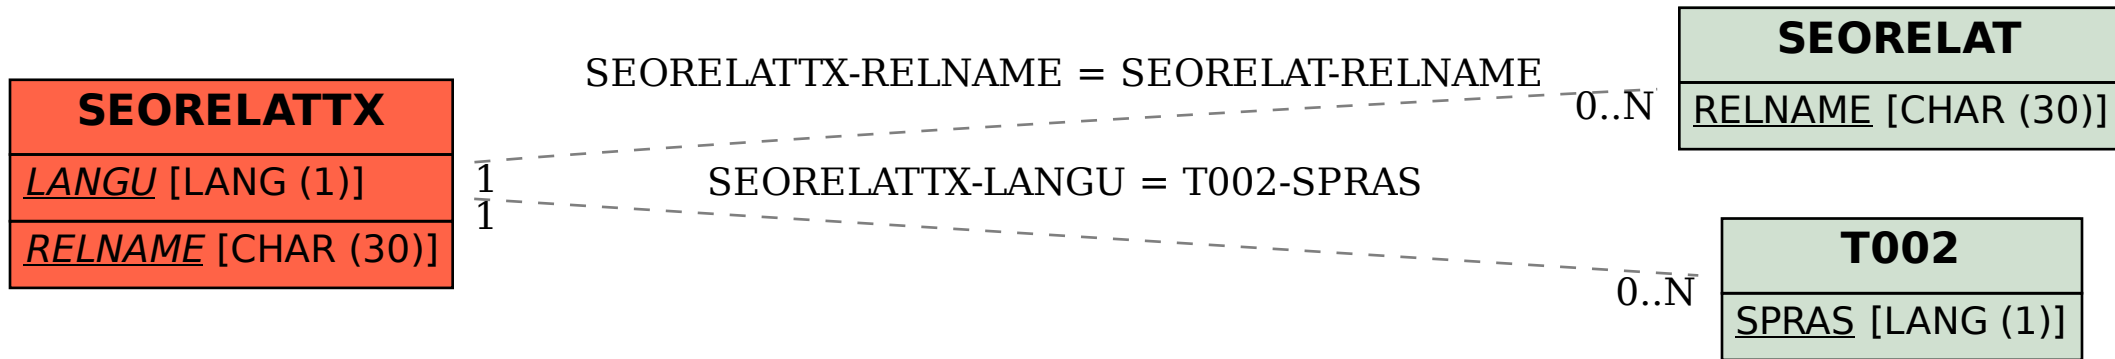 SEORELATTX
LANGU [LANG (1)]
RELNAME [CHAR (30)]
SEORELATTX-RELNAME = SEORELAT-RELNAME
1
0..N
SEORELATTX-LANGU = T002-SPRAS
1
0..N
SEORELAT
RELNAME [CHAR (30)]
T002
SPRAS [LANG (1)]